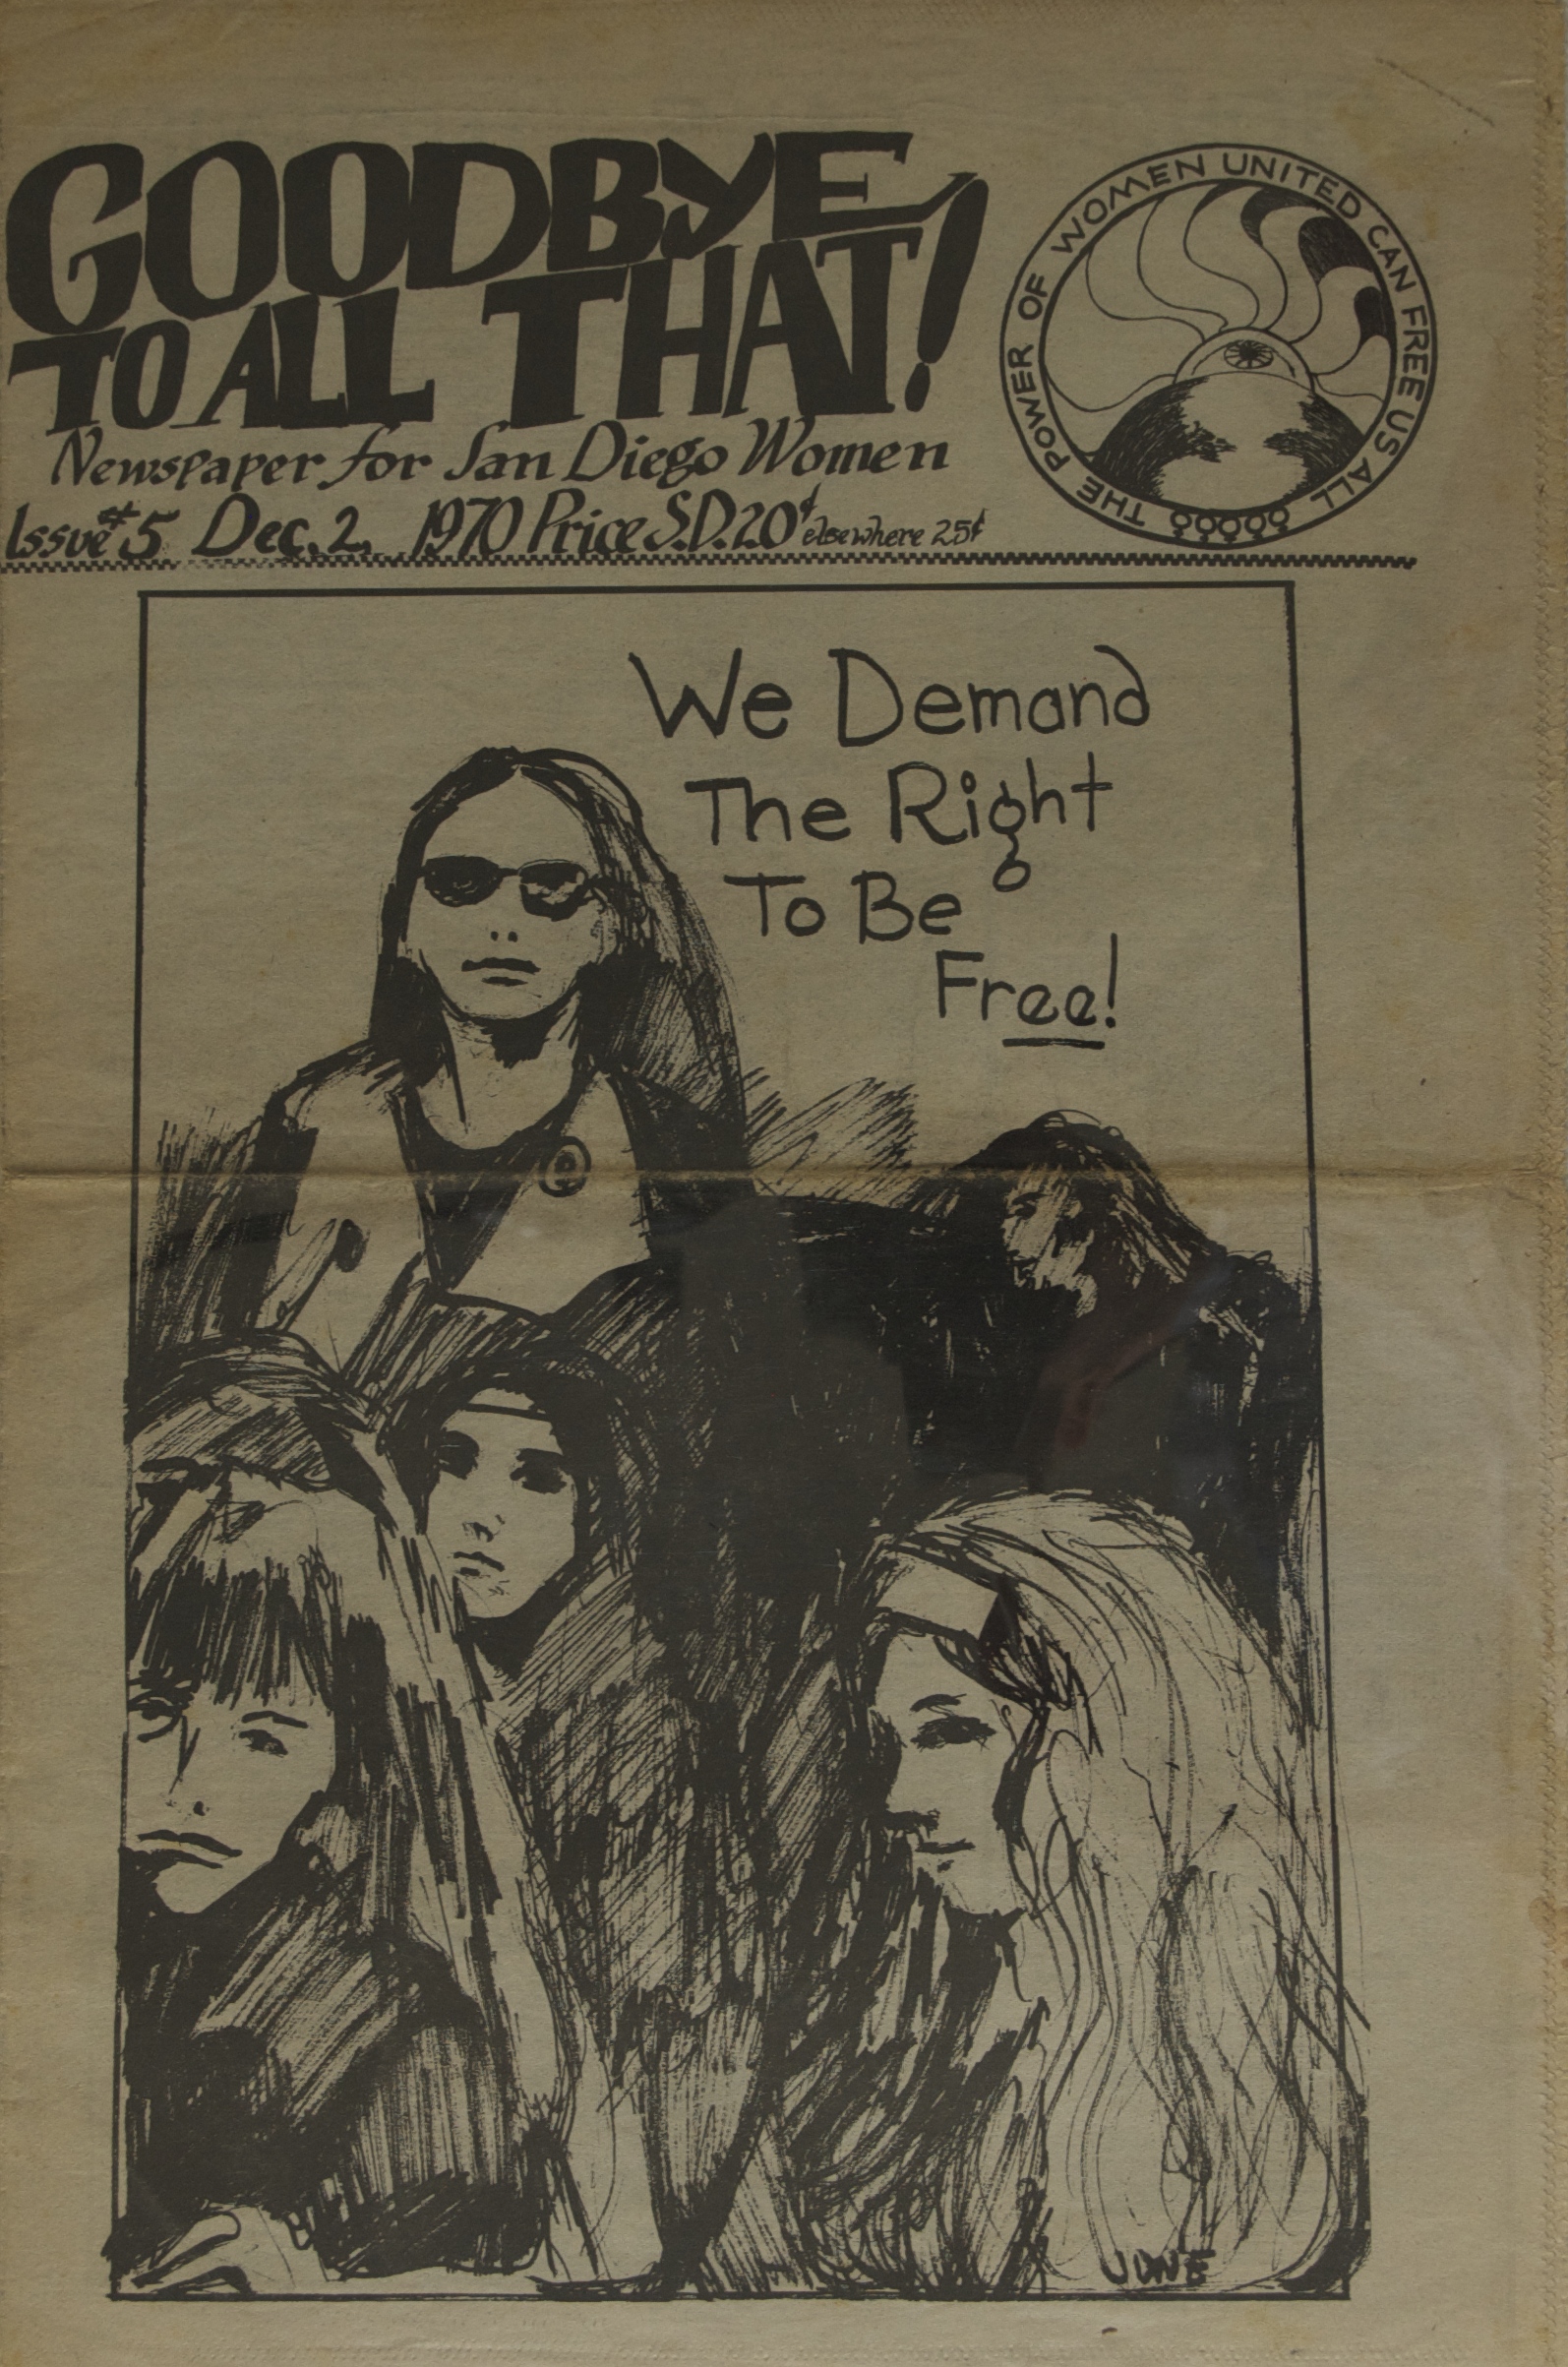 GOODBYE
TO ALL THAT!
Newspaper for San Diego Women
Issue #5 Dec. 2, 1970 Price S.D. 20¢ elsewhere 25¢
THE POWER OF WOMEN UNITED CAN FREE US ALL
We Demand
The Right
To Be
Free!
JUNE